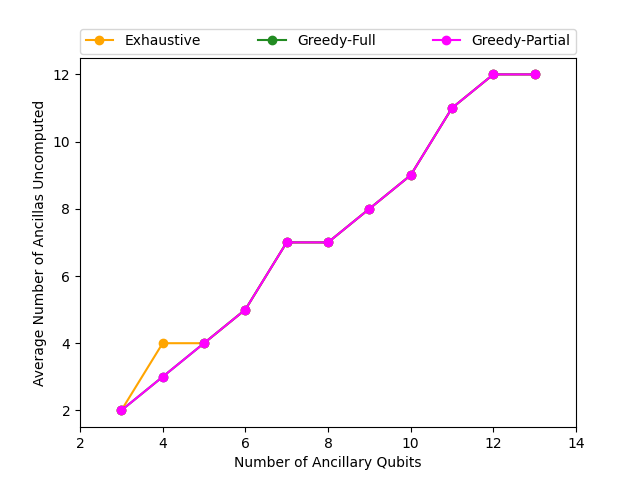 Exhaustive Greedy-Full Greedy-Partial
12
10
8
6
4
2
Average Number of Ancillas Uncomputed
2 4 6 8 10 12 14
Number of Ancillary Qubits